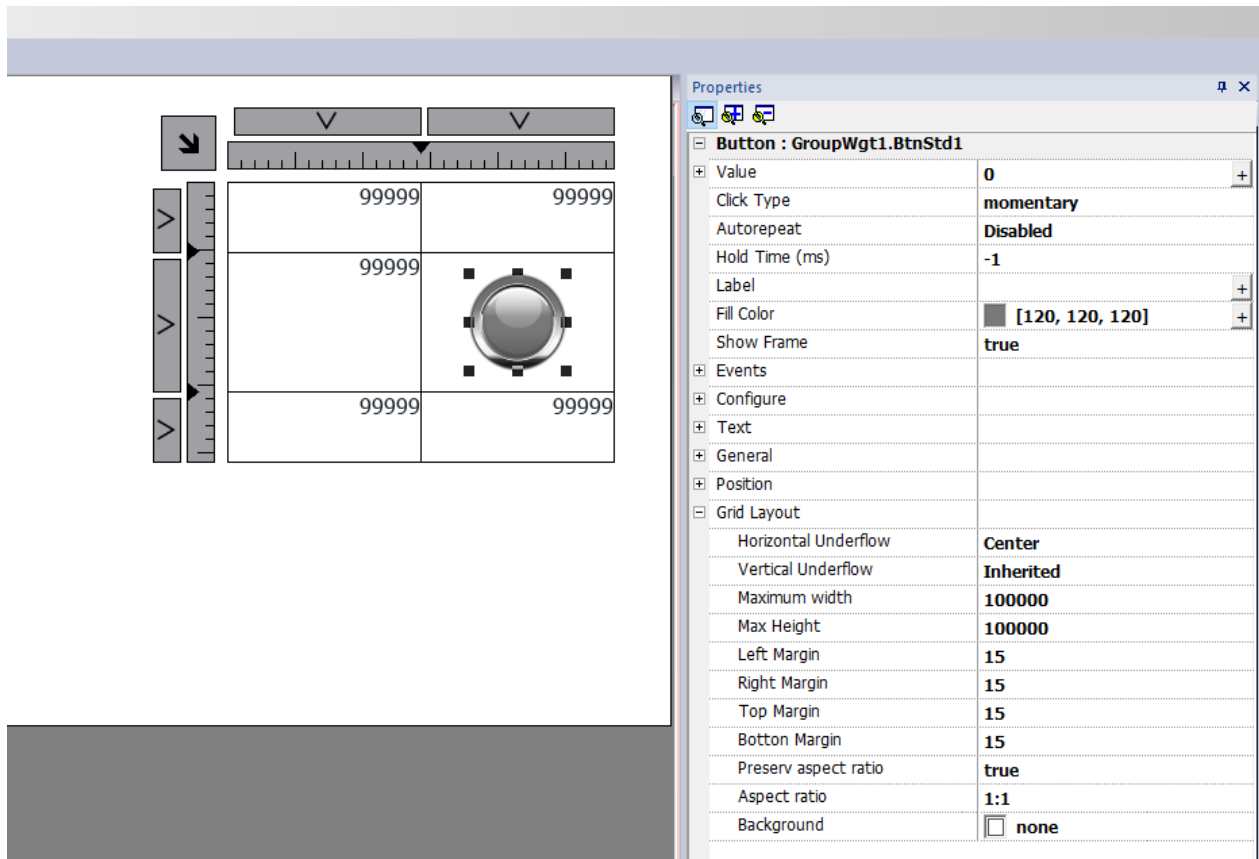 Properties
Button : GroupWgt1.BtnStd1
Value 0 +
Click Type momentary
Autorepeat Disabled
Hold Time (ms) -1
Label +
Fill Color [120, 120, 120] +
Show Frame true
Events
Configure
Text
General
Position
Grid Layout
Horizontal Underflow Center
Vertical Underflow Inherited
Maximum width 100000
Max Height 100000
Left Margin 15
Right Margin 15
Top Margin 15
Botton Margin 15
Preserv aspect ratio true
Aspect ratio 1:1
Background none
99999 99999
99999
99999 99999